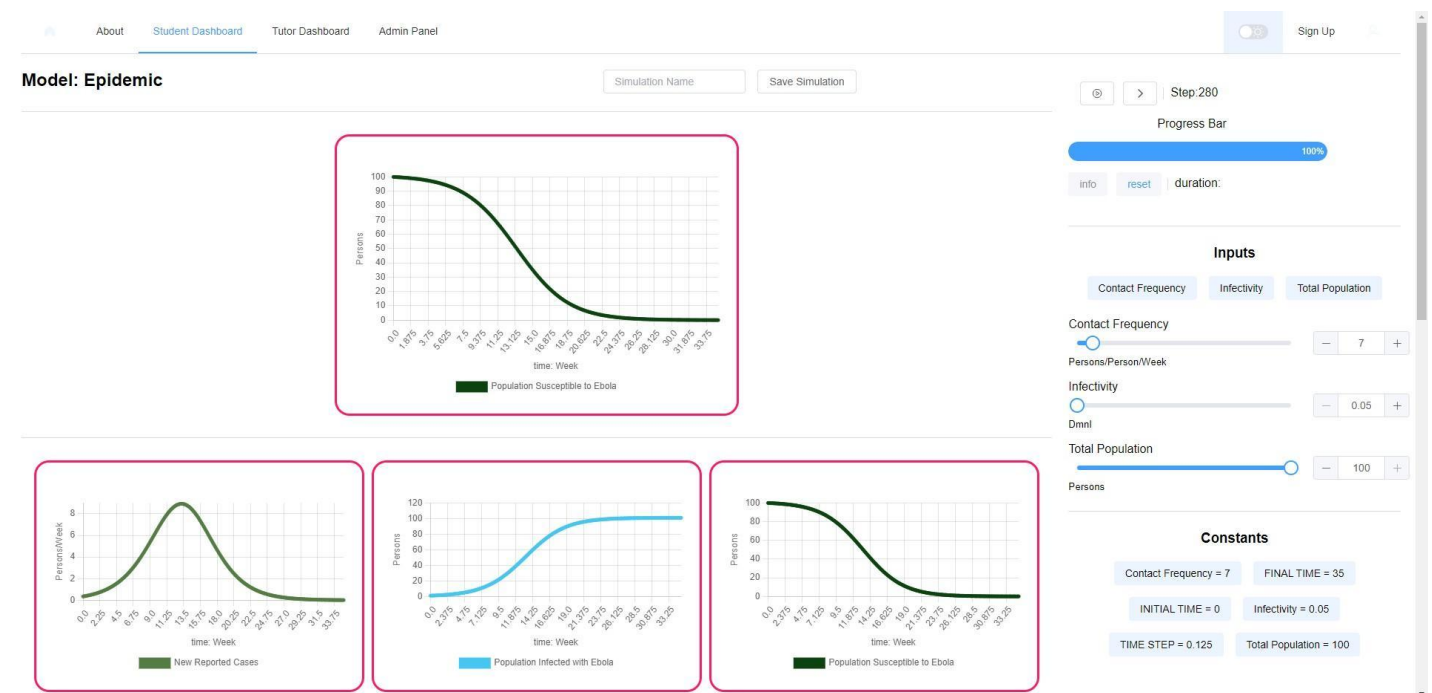 About Student Dashboard Tutor Dashboard Admin Panel Sign Up
Model: Epidemic
Simulation Name Save Simulation
Step:280
Progress Bar
100%
info reset duration:
100
90
80
70
60
50
40
30
20
10
0
Persons
0.0 1.875 3.75 5.625 7.5 9.375 11.25 13.125 15.0 16.875 18.75 20.625 22.5 24.375 26.25 28.125 30.0 31.875 33.75
time: Week
Population Susceptible to Ebola
Inputs
Contact Frequency Infectivity Total Population
Contact Frequency
7
Persons/Person/Week
Infectivity
0.05
Dmnl
Total Population
100
Persons
Constants
Contact Frequency = 7 FINAL TIME = 35
INITIAL TIME = 0 Infectivity = 0.05
TIME STEP = 0.125 Total Population = 100
8
6
4
2
0
Persons/Week
0.0 2.25 4.5 6.75 9.0 11.25 13.5 15.75 18.0 20.25 22.5 24.75 27.0 29.25 31.5 33.75
time: Week
New Reported Cases
120
100
80
60
40
20
0
Persons
0.0 2.375 4.75 7.125 9.5 11.875 14.25 16.625 19.0 21.375 23.75 26.125 28.5 30.875 33.25
time: Week
Population Infected with Ebola
100
80
60
40
20
0
Persons
0.0 2.375 4.75 7.125 9.5 11.875 14.25 16.625 19.0 21.375 23.75 26.125 28.5 30.875 33.25
time: Week
Population Susceptible to Ebola